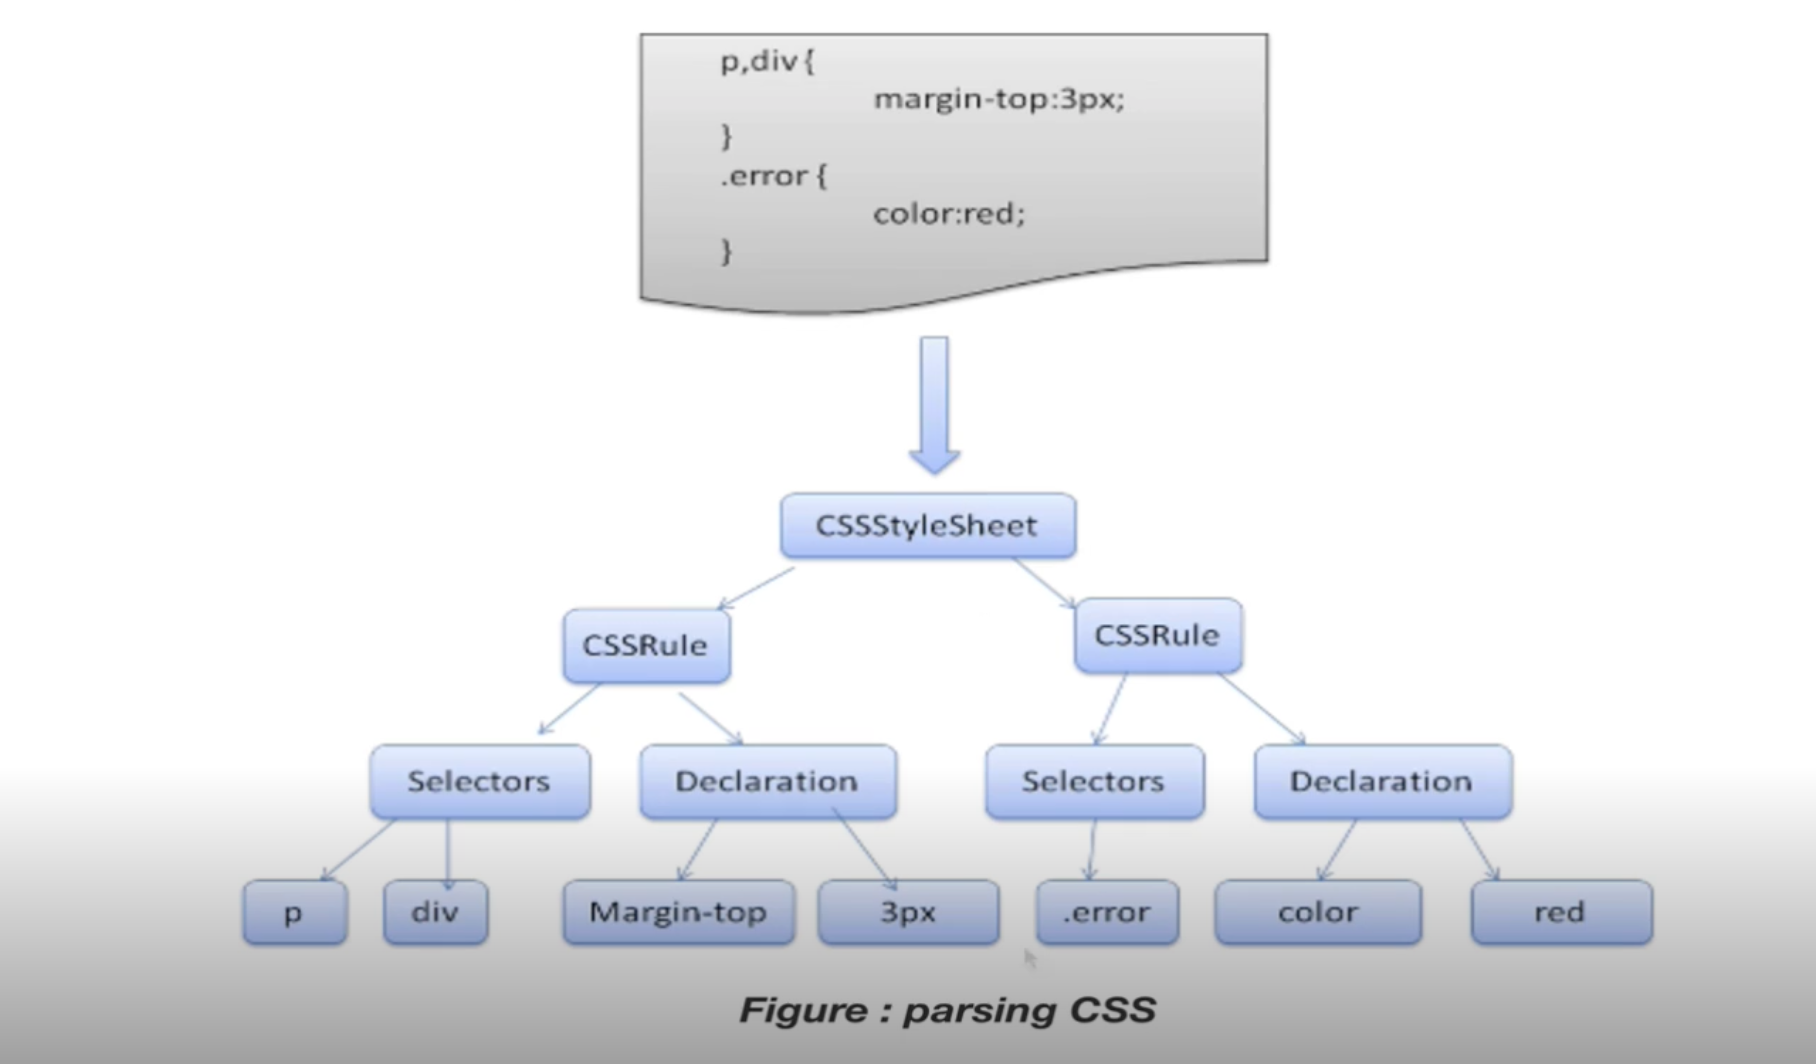 p,div {
margin-top:3px;
}
.error {
color:red;
}
CSSStyleSheet
CSSRule
CSSRule
Selectors
Declaration
Selectors
Declaration
p
div
Margin-top
3px
.error
color
red
Figure : parsing CSS